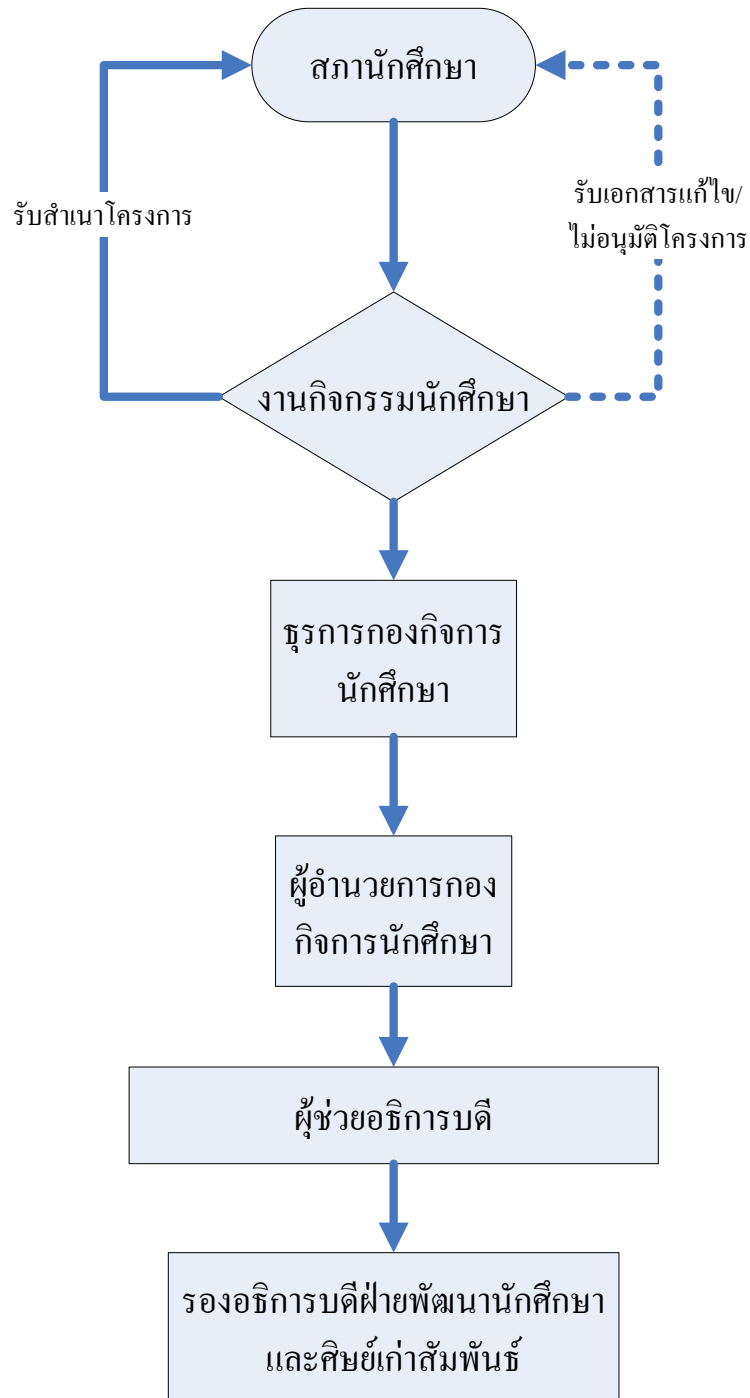 สภานักศึกษา
รับสำเนาโครงการ
รับเอกสารแก้ไข/
ไม่อนุมัติโครงการ
งานกิจกรรมนักศึกษา
ธุรการกองกิจการ
นักศึกษา
ผู้อำนวยการกอง
กิจการนักศึกษา
ผุ้ช่วยอธิการบดี
รองอธิการบดีฝ่ายพัฒนานักศึกษา
และศิษย์เก่าสัมพันธ์